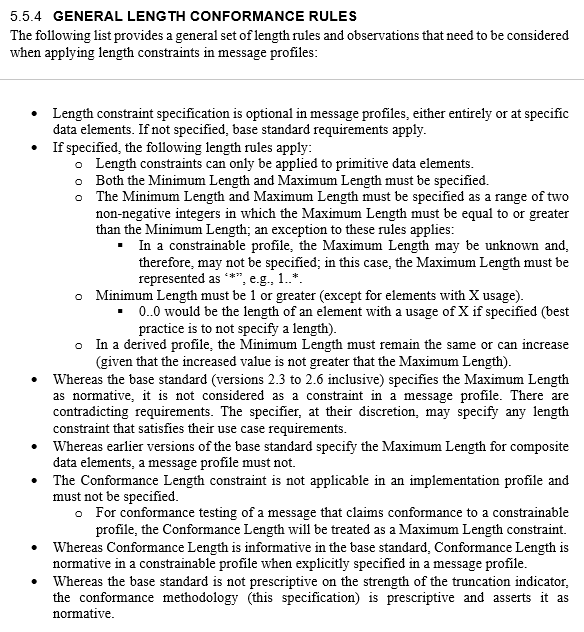 5.5.4 GENERAL LENGTH CONFORMANCE RULES
The following list provides a general set of length rules and observations that need to be considered
when applying length constraints in message profiles:
• Length constraint specification is optional in message profiles, either entirely or at specific
data elements. If not specified, base standard requirements apply.
• If specified, the following length rules apply:
o Length constraints can only be applied to primitive data elements.
o Both the Minimum Length and Maximum Length must be specified.
o The Minimum Length and Maximum Length must be specified as a range of two
non-negative integers in which the Maximum Length must be equal to or greater
than the Minimum Length; an exception to these rules applies:
▪ In a constrainable profile, the Maximum Length may be unknown and,
therefore, may not be specified; in this case, the Maximum Length must be
represented as ‘*”, e.g., 1..*.
o Minimum Length must be 1 or greater (except for elements with X usage).
▪ 0..0 would be the length of an element with a usage of X if specified (best
practice is to not specify a length).
o In a derived profile, the Minimum Length must remain the same or can increase
(given that the increased value is not greater that the Maximum Length).
• Whereas the base standard (versions 2.3 to 2.6 inclusive) specifies the Maximum Length
as normative, it is not considered as a constraint in a message profile. There are
contradicting requirements. The specifier, at their discretion, may specify any length
constraint that satisfies their use case requirements.
• Whereas earlier versions of the base standard specify the Maximum Length for composite
data elements, a message profile must not.
• The Conformance Length constraint is not applicable in an implementation profile and
must not be specified.
o For conformance testing of a message that claims conformance to a constrainable
profile, the Conformance Length will be treated as a Maximum Length constraint.
• Whereas Conformance Length is informative in the base standard, Conformance Length is
normative in a constrainable profile when explicitly specified in a message profile.
• Whereas the base standard is not prescriptive on the strength of the truncation indicator,
the conformance methodology (this specification) is prescriptive and asserts it as
normative.